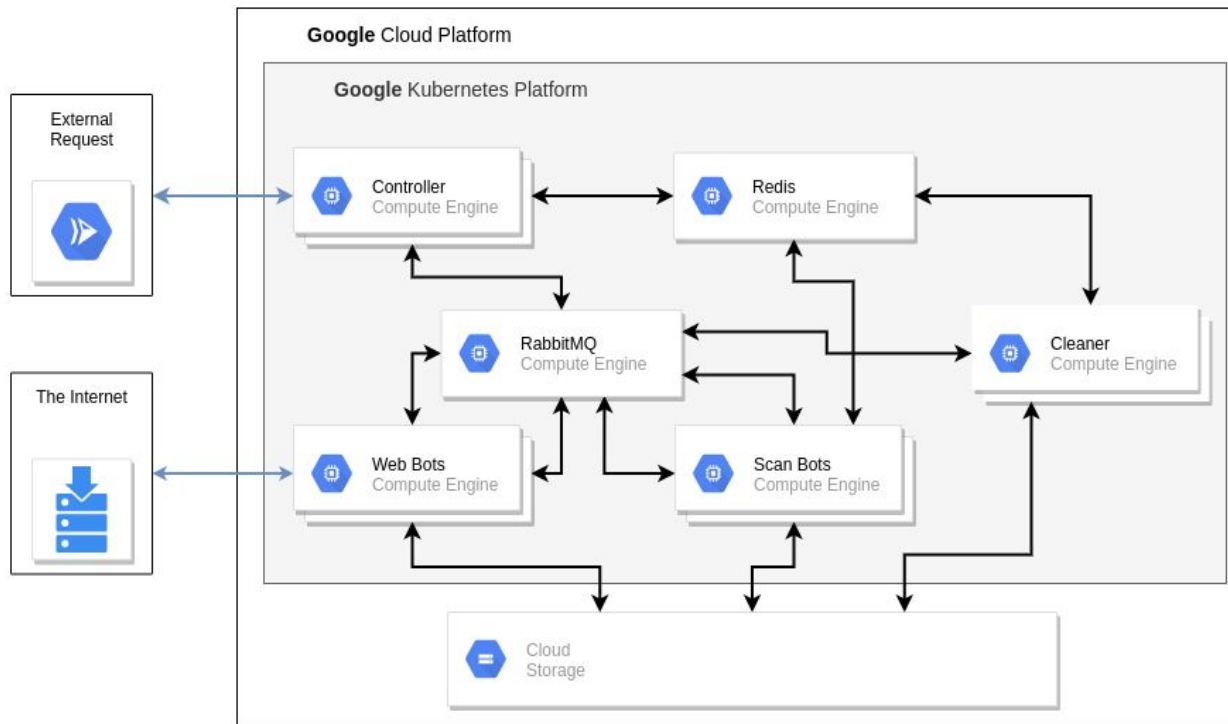 Google Cloud Platform
Google Kubernetes Platform
External
Request
Controller
Compute Engine
Redis
Compute Engine
RabbitMQ
Compute Engine
Cleaner
Compute Engine
The Internet
Web Bots
Compute Engine
Scan Bots
Compute Engine
Cloud
Storage